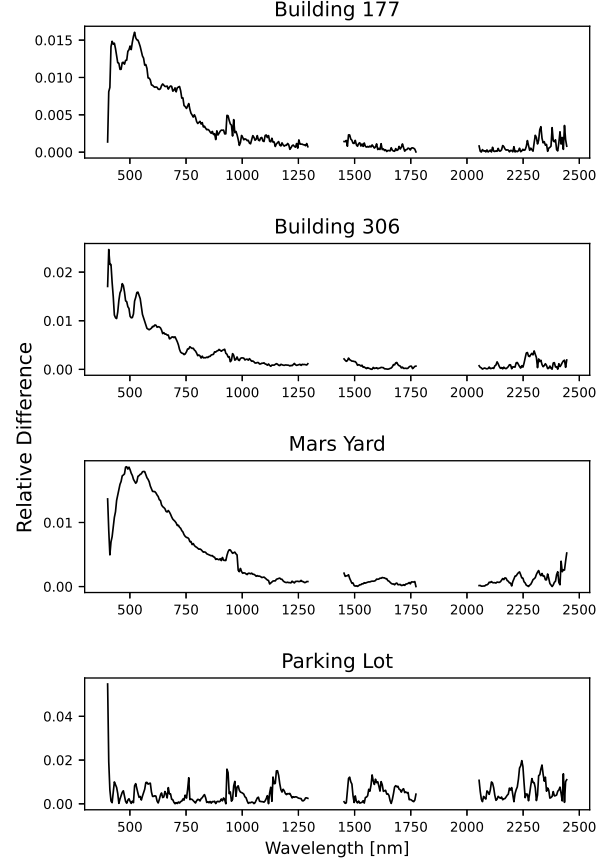 Building 177
0.015
0.010
0.005
0.000
500 750 1000 1250 1500 1750 2000 2250 2500
Building 306
0.02
0.01
0.00
500 750 1000 1250 1500 1750 2000 2250 2500
Relative Difference
Mars Yard
0.01
0.00
500 750 1000 1250 1500 1750 2000 2250 2500
Parking Lot
0.04
0.02
0.00
500 750 1000 1250 1500 1750 2000 2250 2500
Wavelength [nm]